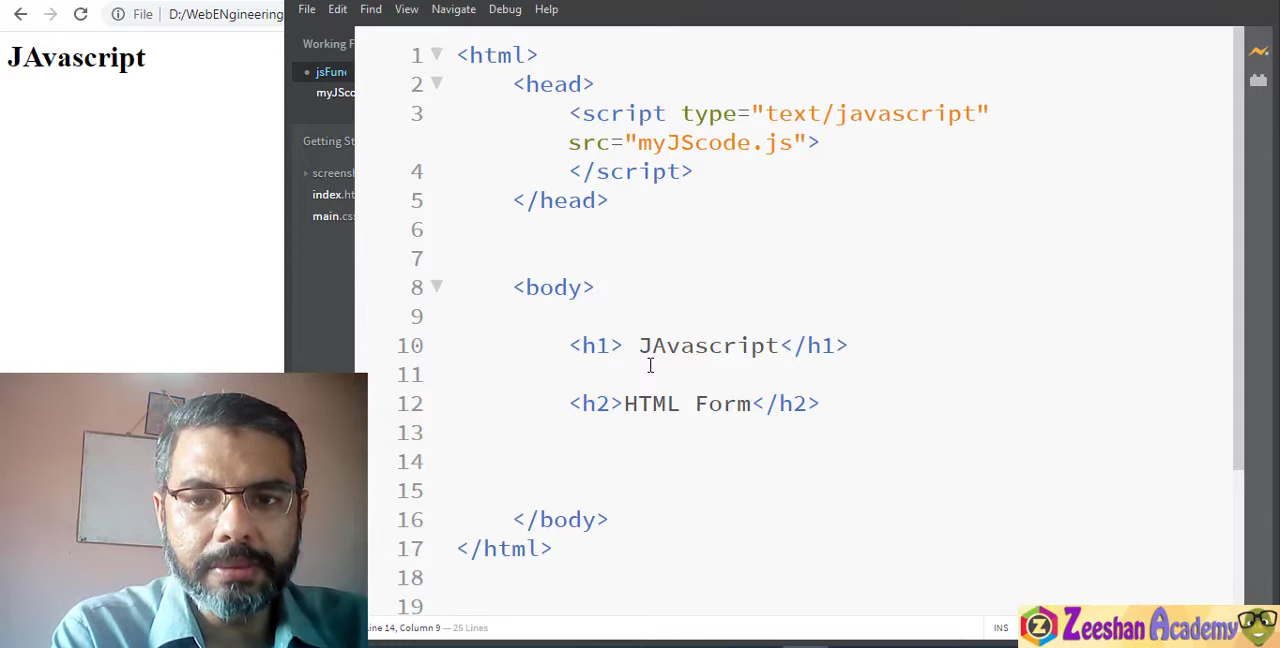 File D:/WebENgineering
JAvascript
File Edit Find View Navigate Debug Help
Working F
jsFunc
myJSco
Getting St
screensh
index.ht
main.css
1 <html>
2 <head>
3 <script type="text/javascript"
src="myJScode.js">
4 </script>
5 </head>
6
7
8 <body>
9
10 <h1> JAvascript</h1>
11
12 <h2>HTML Form</h2>
13
14
15
16 </body>
17 </html>
18
19
Line 14, Column 9 — 25 Lines
INS
Zeeshan Academy